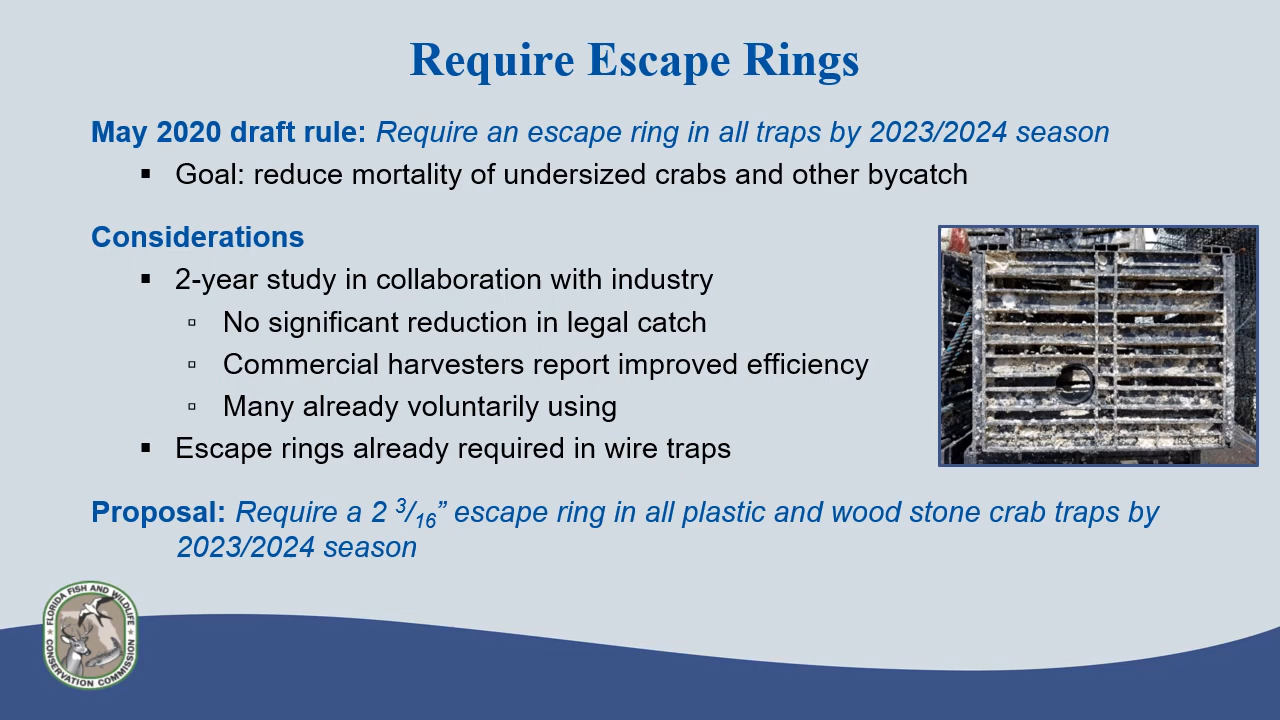 Require Escape Rings
May 2020 draft rule: Require an escape ring in all traps by 2023/2024 season
▪ Goal: reduce mortality of undersized crabs and other bycatch
Considerations
▪ 2-year study in collaboration with industry
▫ No significant reduction in legal catch
▫ Commercial harvesters report improved efficiency
▫ Many already voluntarily using
▪ Escape rings already required in wire traps
Proposal: Require a 2 3/16” escape ring in all plastic and wood stone crab traps by
2023/2024 season
FLORIDA FISH AND WILDLIFE
CONSERVATION COMMISSION